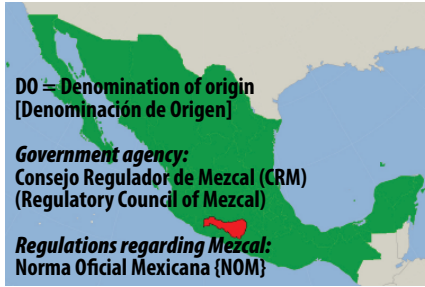 DO = Denomination of origin
[Denominación de Origen]
Government agency:
Consejo Regulador de Mezcal (CRM)
(Regulatory Council of Mezcal)
Regulations regarding Mezcal:
Norma Oficial Mexicana {NOM}